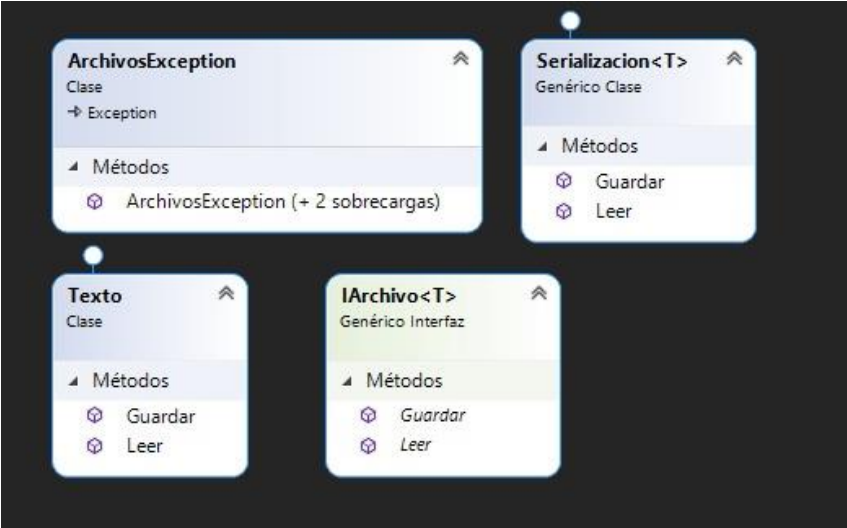 ArchivosException
Clase
Exception
Métodos
ArchivosException (+ 2 sobrecargas)
Serializacion<T>
Genérico Clase
Métodos
Guardar
Leer
Texto
Clase
Métodos
Guardar
Leer
IArchivo<T>
Genérico Interfaz
Métodos
Guardar
Leer